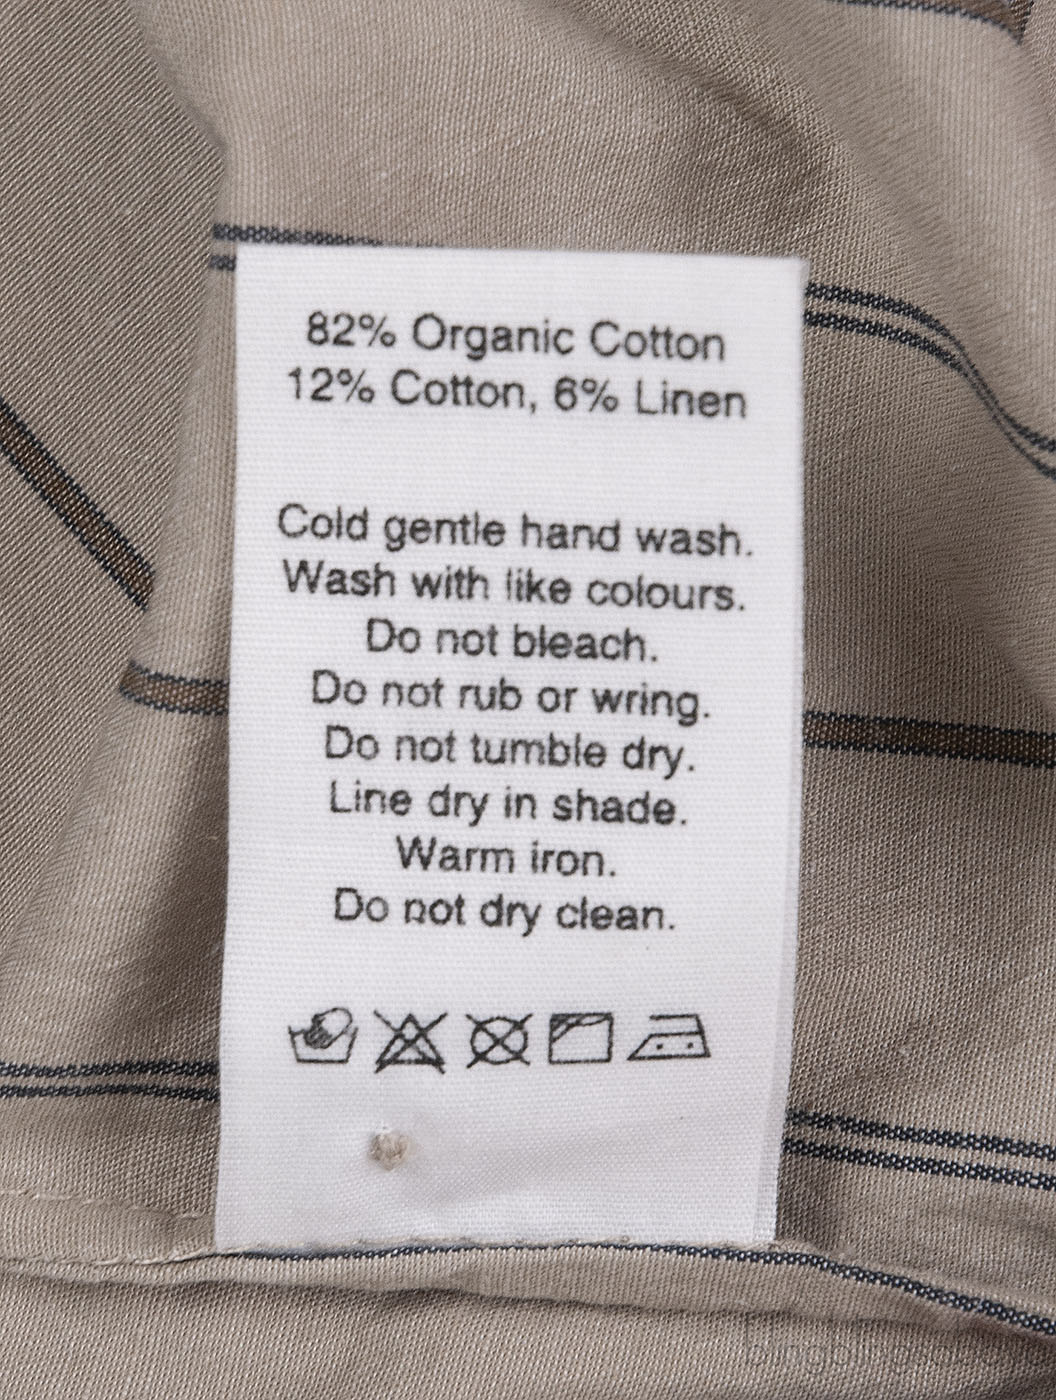 82% Organic Cotton
12% Cotton, 6% Linen
Cold gentle hand wash.
Wash with like colours.
Do not bleach.
Do not rub or wring.
Do not tumble dry.
Line dry in shade.
Warm iron.
Do not dry clean.